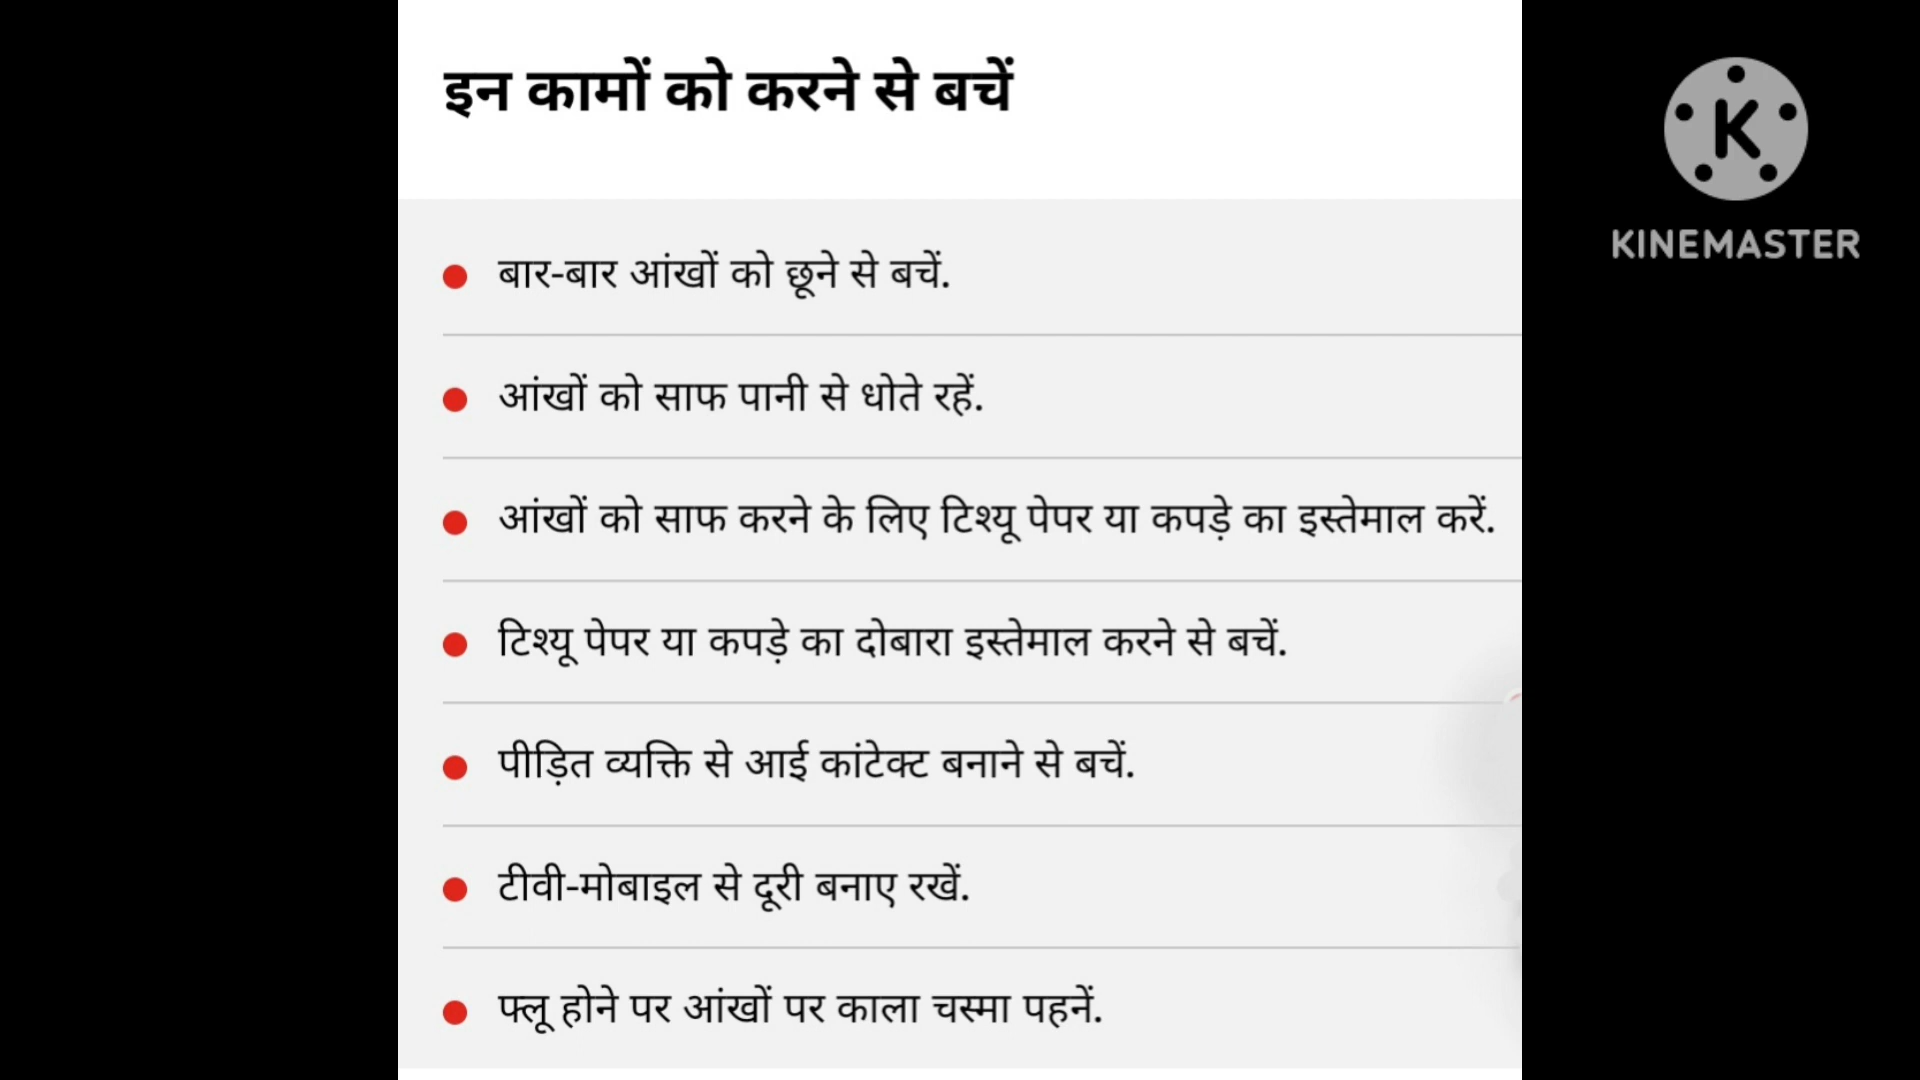 इन कामों को करने से बचें
बार-बार आंखों को छूने से बचें.
आंखों को साफ पानी से धोते रहें.
आंखों को साफ करने के लिए टिश्यू पेपर या कपड़े का इस्तेमाल करें.
टिश्यू पेपर या कपड़े का दोबारा इस्तेमाल करने से बचें.
पीड़ित व्यक्ति से आई कांटेक्ट बनाने से बचें.
टीवी-मोबाइल से दूरी बनाए रखें.
फ्लू होने पर आंखों पर काला चस्मा पहनें.
K
KINEMASTER